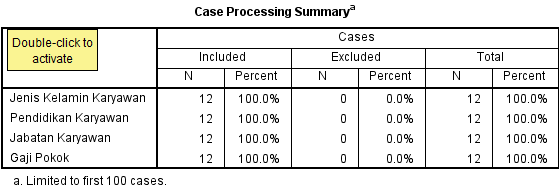 Case Processing Summaryᵃ
Double-click to
activate
Cases
Included Excluded Total
N Percent N Percent N Percent
Jenis Kelamin Karyawan 12 100.0% 0 0.0% 12 100.0%
Pendidikan Karyawan 12 100.0% 0 0.0% 12 100.0%
Jabatan Karyawan 12 100.0% 0 0.0% 12 100.0%
Gaji Pokok 12 100.0% 0 0.0% 12 100.0%
a. Limited to first 100 cases.